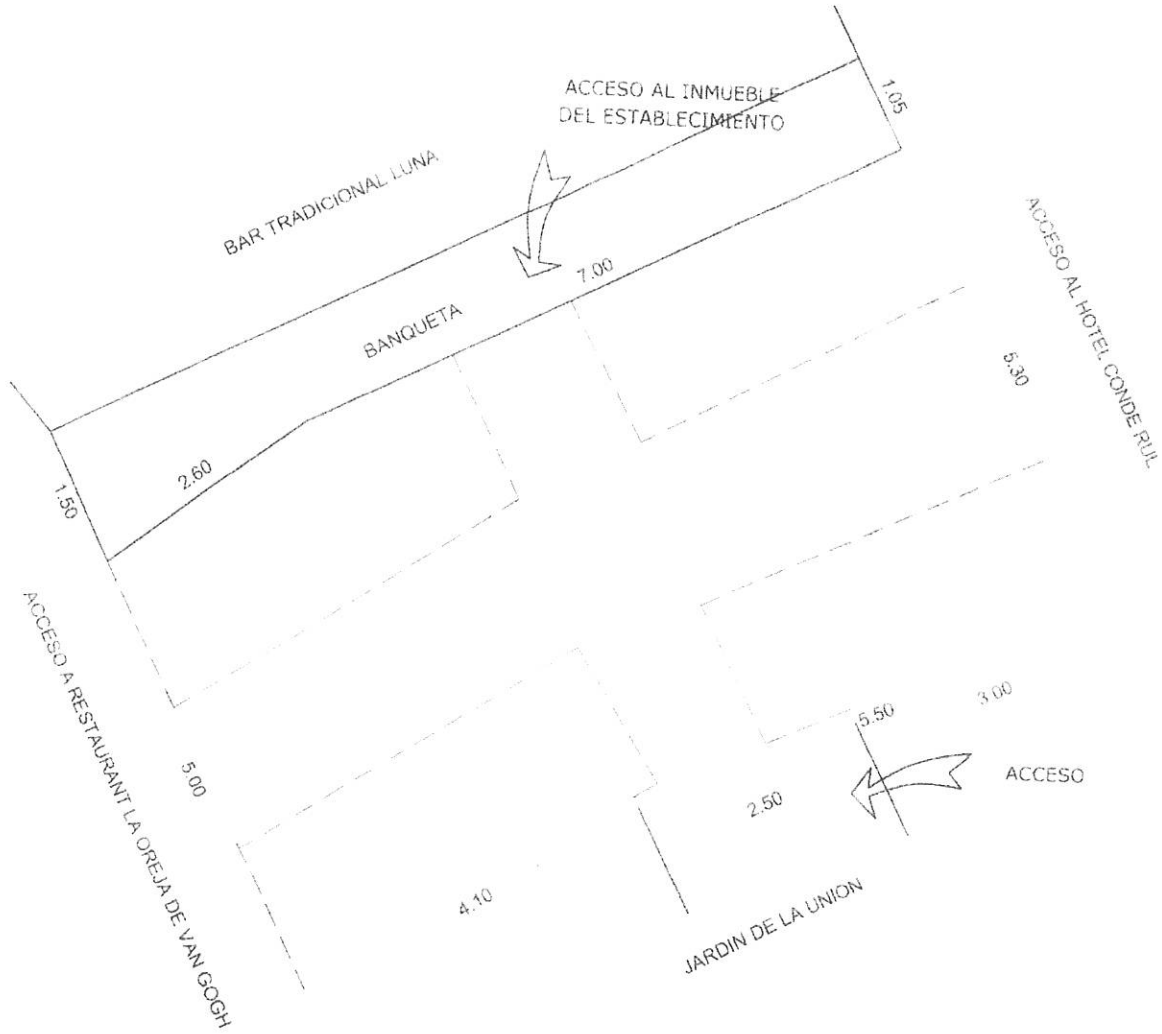 ACCESO AL INMUEBLE
DEL ESTABLECIMIENTO
1.05
BAR TRADICIONAL LUNA
7.00
BANQUETA
ACCESO AL HOTEL CONDE RUL
5.30
2.60
1.50
ACCESO A RESTAURANT LA OREJA DE VAN GOGH
5.00
5.50
3.00
ACCESO
2.50
4.10
JARDIN DE LA UNION